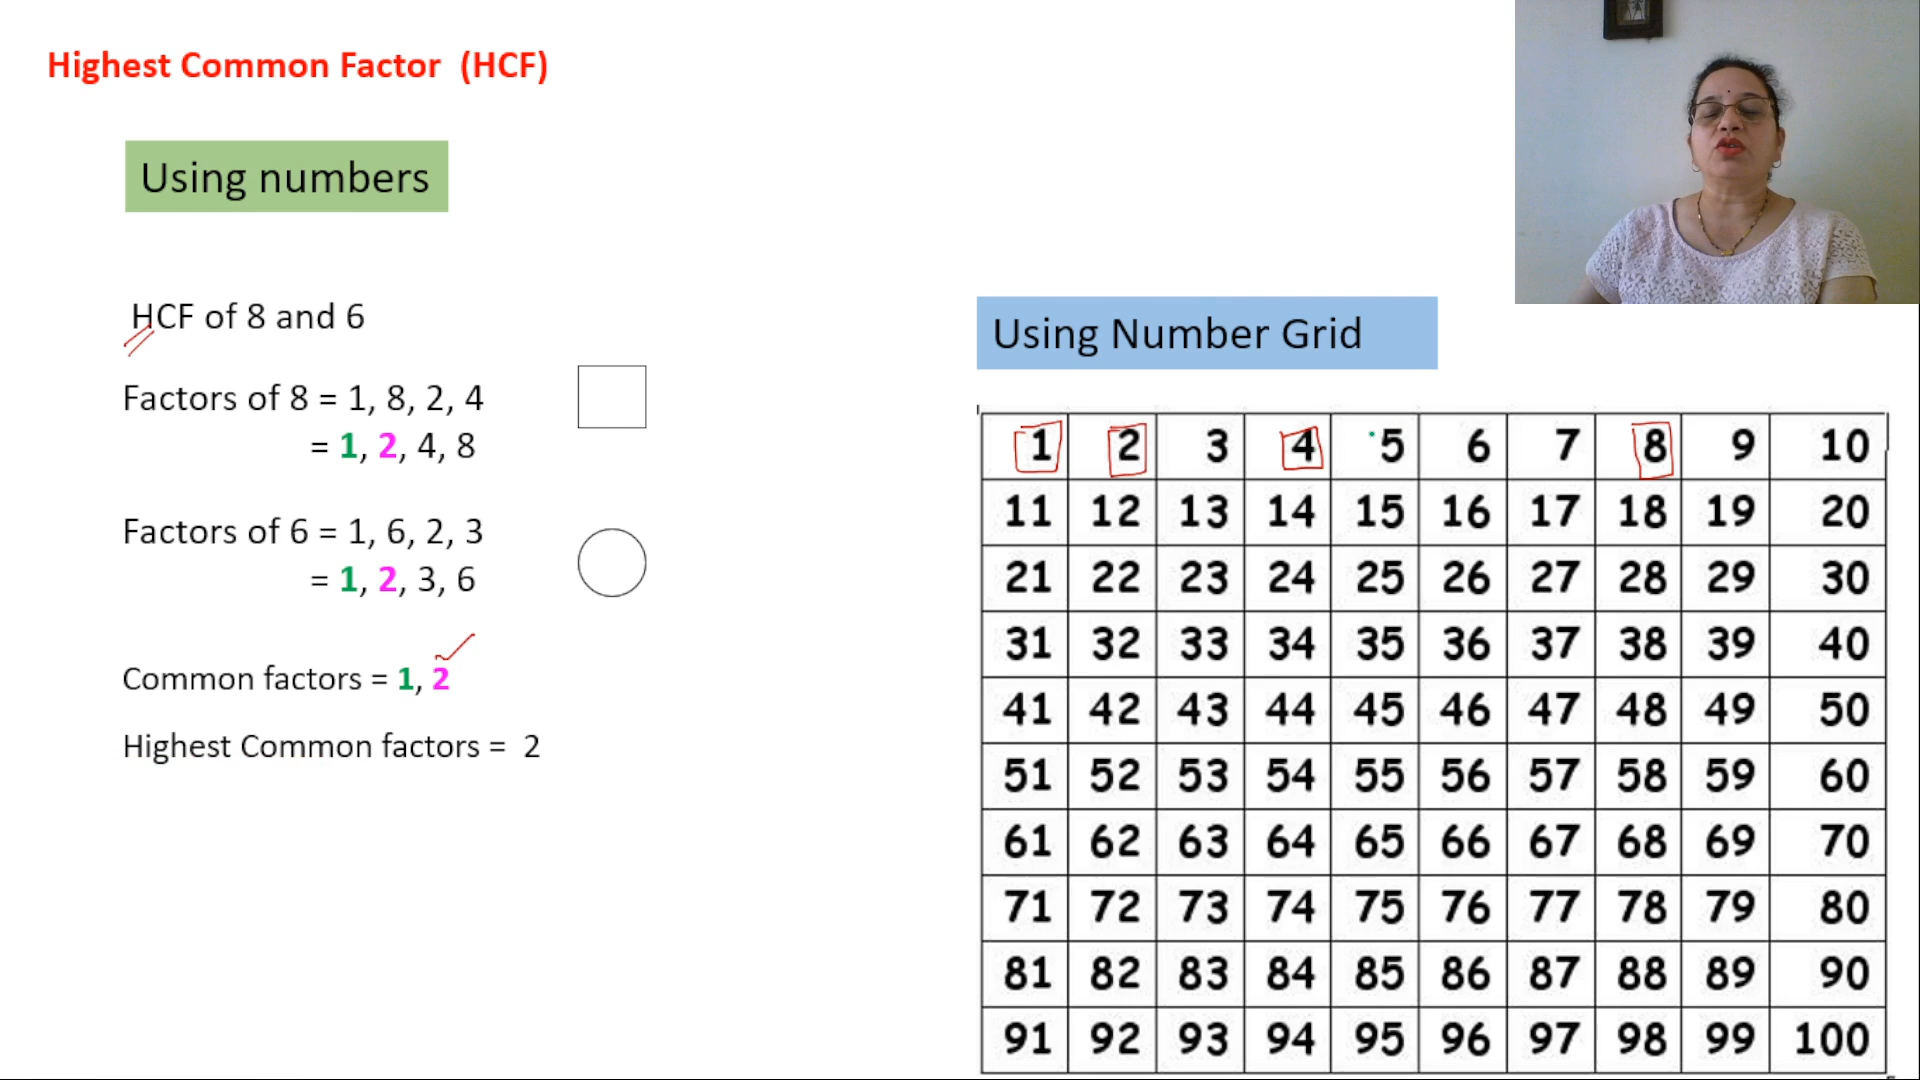 Highest Common Factor (HCF)
Using numbers
HCF of 8 and 6
Factors of 8 = 1, 8, 2, 4
= 1, 2, 4, 8
Factors of 6 = 1, 6, 2, 3
= 1, 2, 3, 6
Common factors = 1, 2
Highest Common factors = 2
Using Number Grid
1 2 3 4 5 6 7 8 9 10
11 12 13 14 15 16 17 18 19 20
21 22 23 24 25 26 27 28 29 30
31 32 33 34 35 36 37 38 39 40
41 42 43 44 45 46 47 48 49 50
51 52 53 54 55 56 57 58 59 60
61 62 63 64 65 66 67 68 69 70
71 72 73 74 75 76 77 78 79 80
81 82 83 84 85 86 87 88 89 90
91 92 93 94 95 96 97 98 99 100